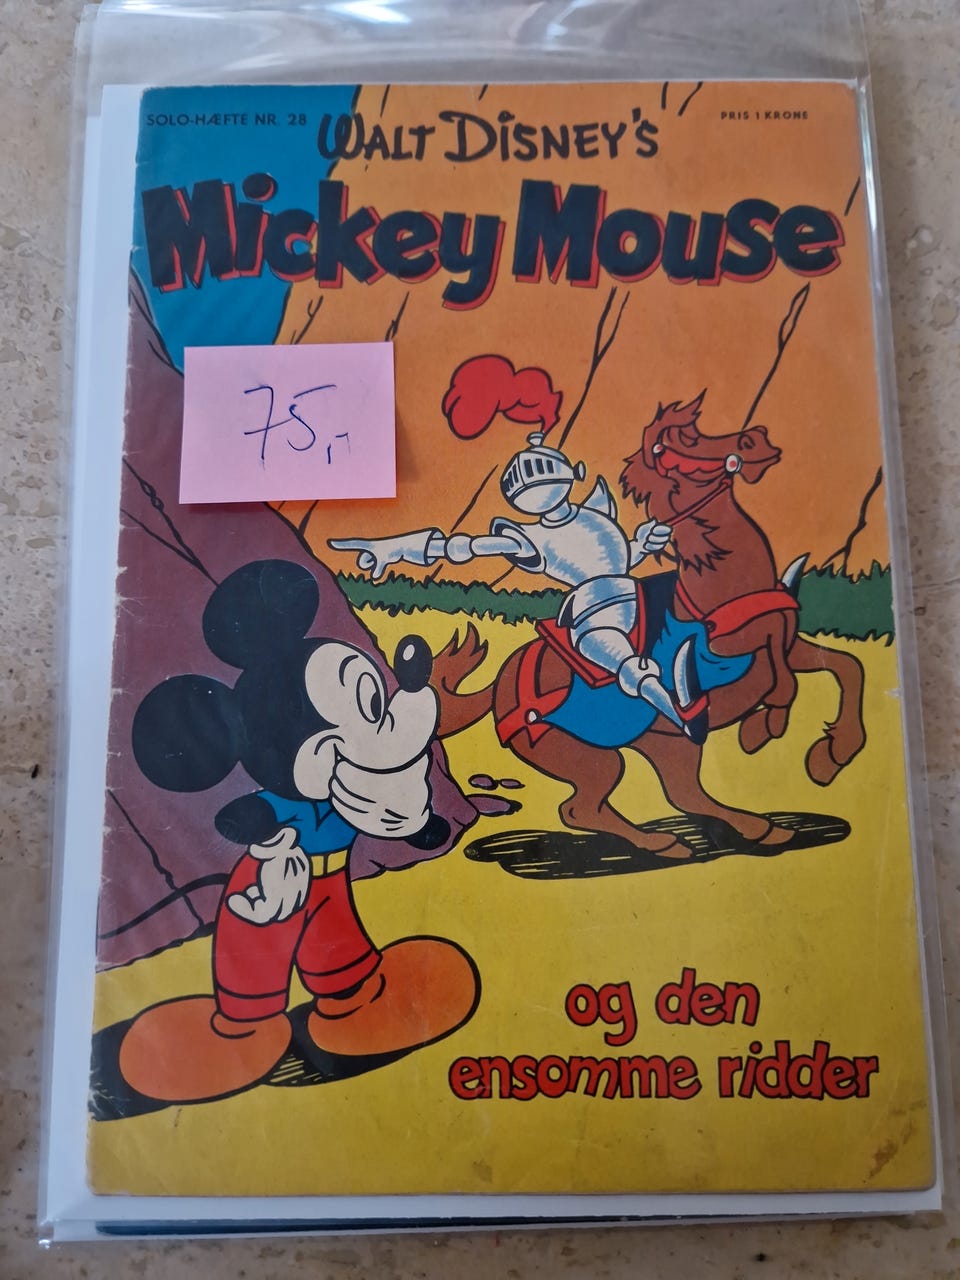 SOLO-HÆFTE NR. 28
PRIS 1 KRONE
WALT DISNEY'S
Mickey Mouse
75,-
og den
ensomme ridder